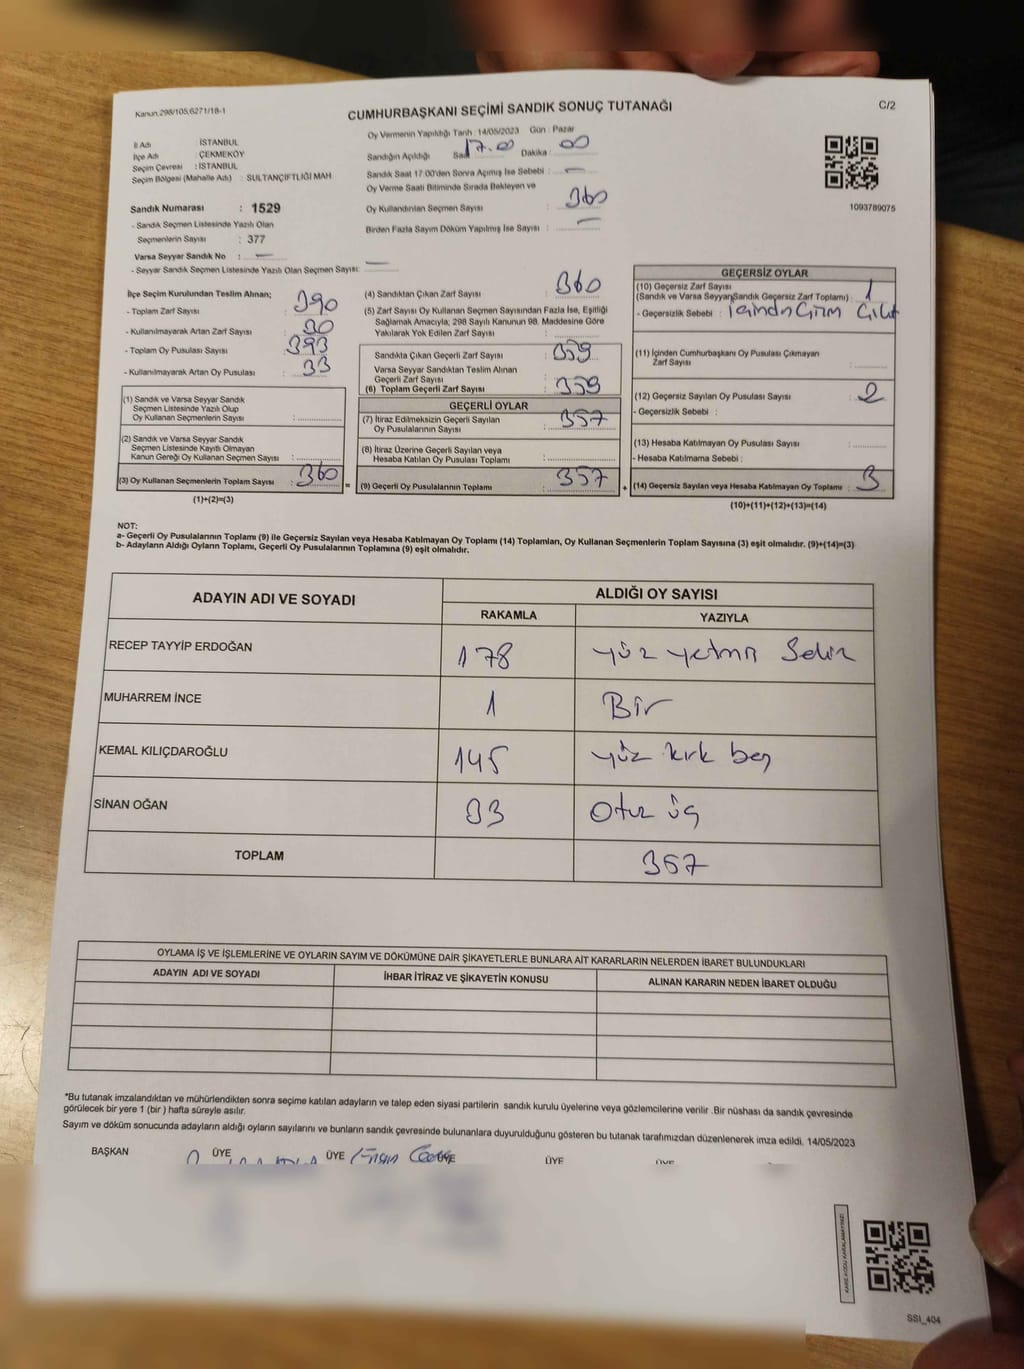 Kanun.298/105,6271/18-1
CUMHURBAŞKANI SEÇİMİ SANDIK SONUÇ TUTANAĞI
C/2
İl Adı İSTANBUL
İlçe Adı : ÇEKMEKÖY
Seçim Çevresi : İSTANBUL
Seçim Bölgesi (Mahalle Adı) : SULTANÇİFTLİĞİ MAH.
Sandık Numarası : 1529
- Sandık Seçmen Listesinde Yazılı Olan
Seçmenlerin Sayısı : 377
Varsa Seyyar Sandık No : —
- Seyyar Sandık Seçmen Listesinde Yazılı Olan Seçmen Sayısı: —
Oy Vermenin Yapıldığı Tarih : 14/05/2023 Gün : Pazar
Sandığın Açıldığı Saat 17.00 Dakika : 00
Sandık Saat 17.00'den Sonra Açımış İse Sebebi : —
Oy Verme Saati Bitiminde Sırada Bekleyen ve
Oy Kullandırılan Seçmen Sayısı : 360
Birden Fazla Sayım Döküm Yapılmış İse Sayısı : —
1093789075
İlçe Seçim Kurulundan Teslim Alınan;
- Toplam Zarf Sayısı : 390
- Kullanılmayarak Artan Zarf Sayısı : 30
- Toplam Oy Pusulası Sayısı : 393
- Kullanılmayarak Artan Oy Pusulası : 33
(1) Sandık ve Varsa Seyyar Sandık
Seçmen Listesinde Yazılı Olup
Oy Kullanan Seçmenlerin Sayısı :
(2) Sandık ve Varsa Seyyar Sandık
Seçmen Listesinde Kayıtlı Olmayan
Kanun Gereği Oy Kullanan Seçmen Sayısı :
(3) Oy Kullanan Seçmenlerin Toplam Sayısı : 360
(1)+(2)=(3)
(4) Sandıktan Çıkan Zarf Sayısı : 360
(5) Zarf Sayısı Oy Kullanan Seçmen Sayısından Fazla İse, Eşitliği
Sağlamak Amacıyla, 298 Sayılı Kanunun 98. Maddesine Göre
Yakılarak Yok Edilen Zarf Sayısı :
Sandıkta Çıkan Geçerli Zarf Sayısı : 359
Varsa Seyyar Sandıktan Teslim Alınan
Geçerli Zarf Sayısı :
(6) Toplam Geçerli Zarf Sayısı : 359
GEÇERLİ OYLAR
(7) İtiraz Edilmeksizin Geçerli Sayılan
Oy Pusulalarının Sayısı : 357
(8) İtiraz Üzerine Geçerli Sayılan veya
Hesaba Katılan Oy Pusulası Toplamı :
= (9) Geçerli Oy Pusulalarının Toplamı : 357
GEÇERSİZ OYLAR
(10) Geçersiz Zarf Sayısı
(Sandık ve Varsa SeyyarSandık Geçersiz Zarf Toplamı) : 1
- Geçersizlik Sebebi :
(11) İçinden Cumhurbaşkanı Oy Pusulası Çıkmayan
Zarf Sayısı :
(12) Geçersiz Sayılan Oy Pusulası Sayısı : 2
- Geçersizlik Sebebi :
(13) Hesaba Katılmayan Oy Pusulası Sayısı :
- Hesaba Katılmama Sebebi :
+ (14) Geçersiz Sayılan veya Hesaba Katılmayan Oy Toplamı : 3
(10)+(11)+(12)+(13)=(14)
NOT:
a- Geçerli Oy Pusulalarının Toplamı (9) ile Geçersiz Sayılan veya Hesaba Katılmayan Oy Toplamı (14) Toplamları, Oy Kullanan Seçmenlerin Toplam Sayısına (3) eşit olmalıdır. (9)+(14)=(3)
b- Adayların Aldığı Oyların Toplamı, Geçerli Oy Pusulalarının Toplamına (9) eşit olmalıdır.
ADAYIN ADI VE SOYADI
ALDIĞI OY SAYISI
RAKAMLA YAZIYLA
RECEP TAYYİP ERDOĞAN 178 yüz yetmiş Sekiz
MUHARREM İNCE 1 Bir
KEMAL KILIÇDAROĞLU 145 yüz kırk beş
SİNAN OĞAN 33 Otuz üç
TOPLAM 357
OYLAMA İŞ VE İŞLEMLERİNE VE OYLARIN SAYIM VE DÖKÜMÜNE DAİR ŞİKAYETLERLE BUNLARA AİT KARARLARIN NELERDEN İBARET BULUNDUKLARI
ADAYIN ADI VE SOYADI İHBAR İTİRAZ VE ŞİKAYETİN KONUSU ALINAN KARARIN NEDEN İBARET OLDUĞU
*Bu tutanak imzalandıktan ve mühürlendikten sonra seçime katılan adayların ve talep eden siyasi partilerin sandık kurulu üyelerine veya gözlemcilerine verilir .Bir nüshası da sandık çevresinde
görülecek bir yere 1 (bir ) hafta süreyle asılır.
Sayım ve döküm sonucunda adayların aldığı oyların sayılarını ve bunların sandık çevresinde bulunanlara duyurulduğunu gösteren bu tutanak tarafımızdan düzenlenerek imza edildi. 14/05/2023
BAŞKAN ÜYE ÜYE ÜYE ÜYE ÜYE
SSI_404